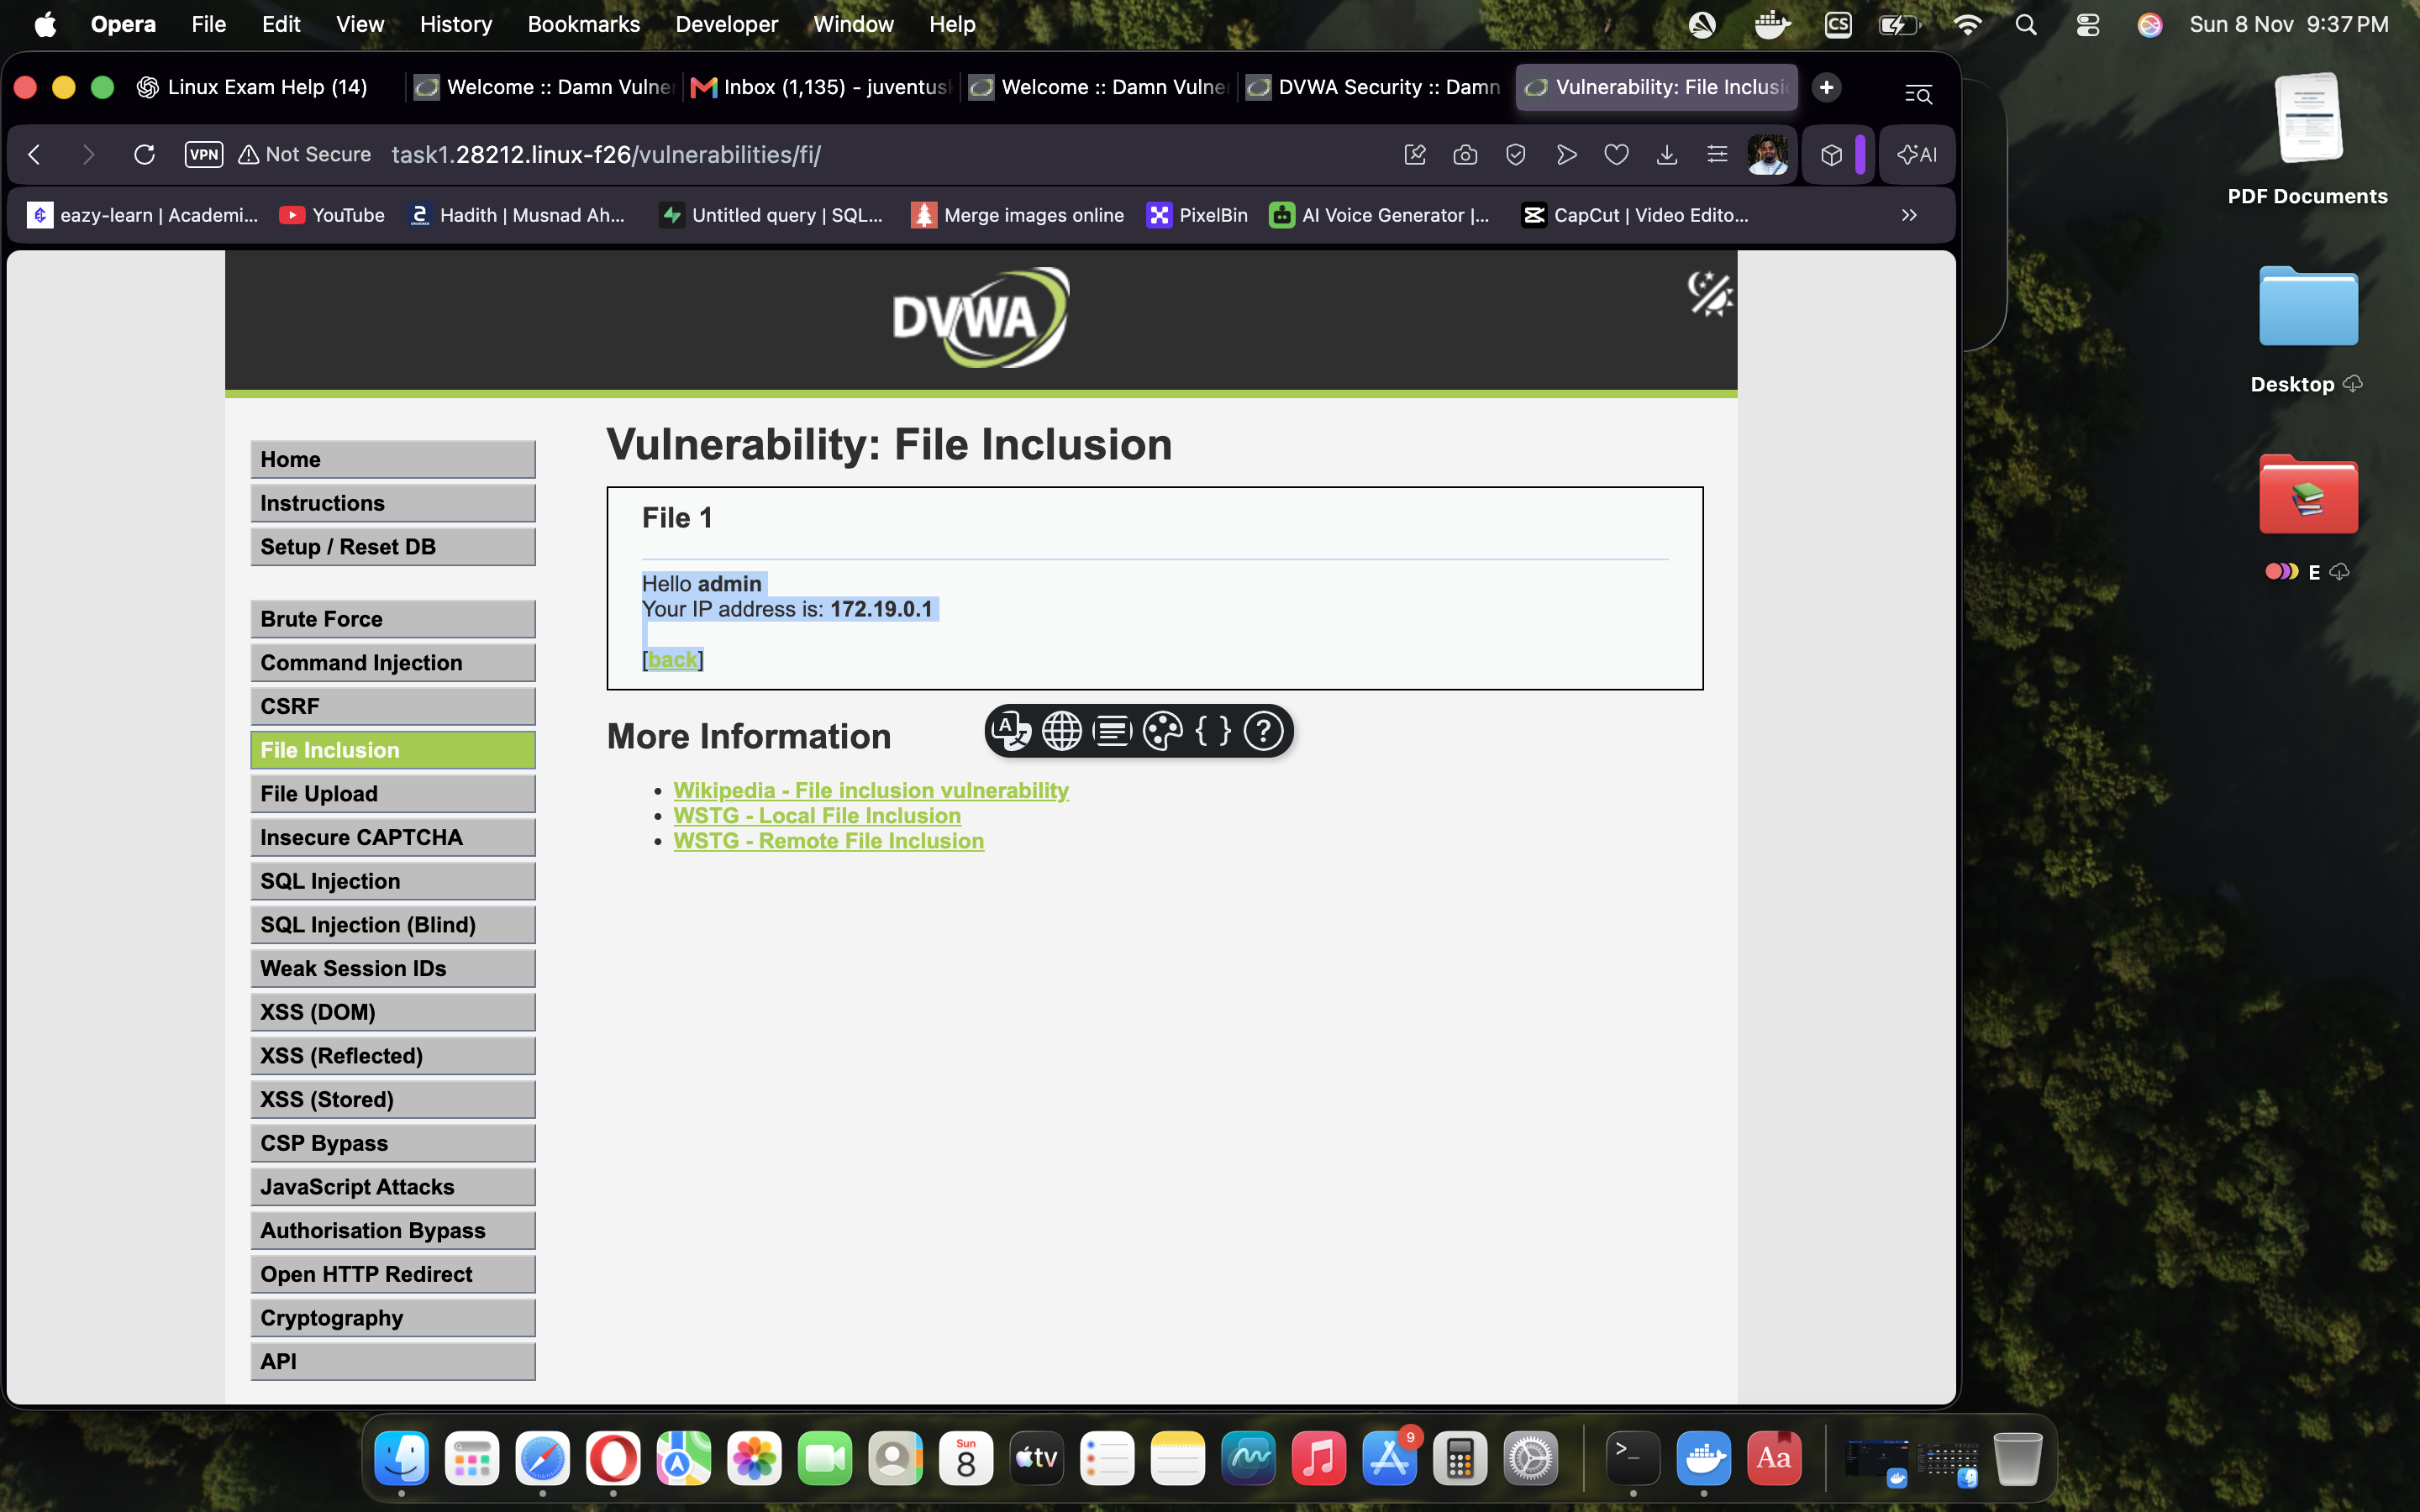 Opera File Edit View History Bookmarks Developer Window Help
CS
Sun 8 Nov 9:37 PM
Linux Exam Help (14)
Welcome :: Damn Vulne
Inbox (1,135) - juventus
Welcome :: Damn Vulne
DVWA Security :: Damn
Vulnerability: File Inclusi
VPN
Not Secure
task1.28212.linux-f26/vulnerabilities/fi/
AI
eazy-learn | Academi...
YouTube
Hadith | Musnad Ah...
Untitled query | SQL...
Merge images online
PixelBin
AI Voice Generator |...
CapCut | Video Edito...
DVWA
Home
Instructions
Setup / Reset DB
Brute Force
Command Injection
CSRF
File Inclusion
File Upload
Insecure CAPTCHA
SQL Injection
SQL Injection (Blind)
Weak Session IDs
XSS (DOM)
XSS (Reflected)
XSS (Stored)
CSP Bypass
JavaScript Attacks
Authorisation Bypass
Open HTTP Redirect
Cryptography
API
Vulnerability: File Inclusion
File 1
Hello admin
Your IP address is: 172.19.0.1
[back]
More Information
Wikipedia - File inclusion vulnerability
WSTG - Local File Inclusion
WSTG - Remote File Inclusion
PDF Documents
Desktop
E
Sun
8
tv
9
Aa